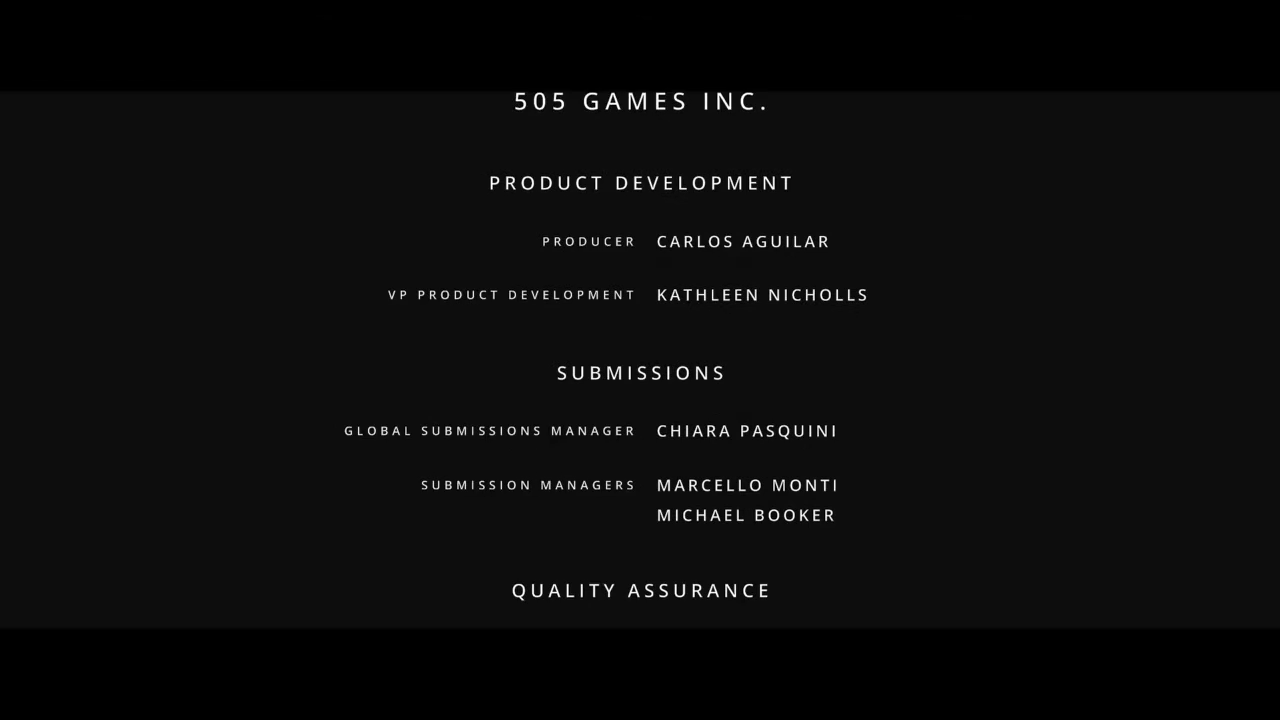 505 GAMES INC.
PRODUCT DEVELOPMENT
PRODUCER CARLOS AGUILAR
VP PRODUCT DEVELOPMENT KATHLEEN NICHOLLS
SUBMISSIONS
GLOBAL SUBMISSIONS MANAGER CHIARA PASQUINI
SUBMISSION MANAGERS MARCELLO MONTI
MICHAEL BOOKER
QUALITY ASSURANCE